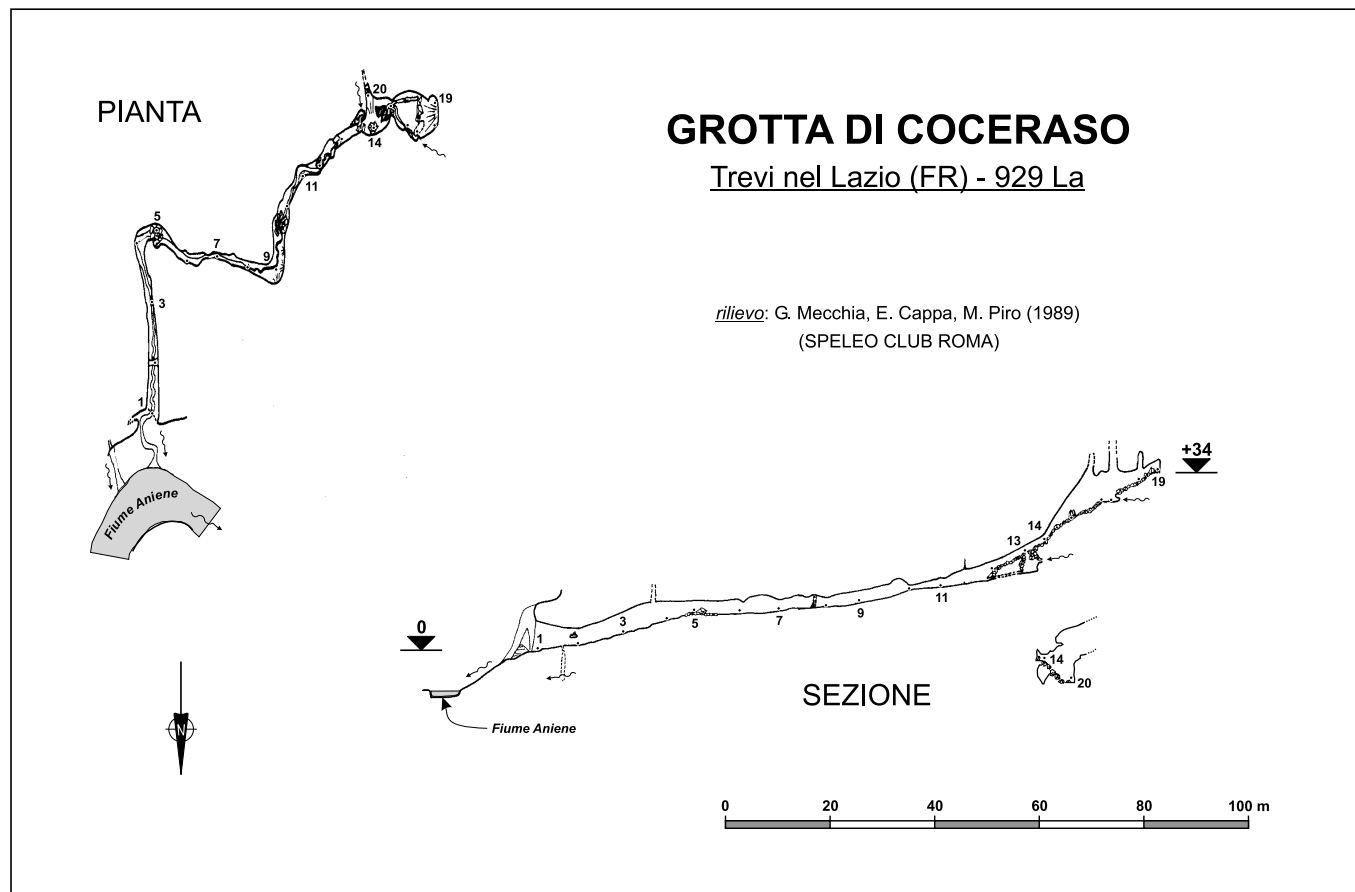 PIANTA
GROTTA DI COCERASO
Trevi nel Lazio (FR) - 929 La
rilievo: G. Mecchia, E. Cappa, M. Piro (1989)
(SPELEO CLUB ROMA)
20
19
14
11
5
7
9
3
1
Fiume Aniene
N
+34
19
14
13
11
9
7
5
3
1
0
14
20
SEZIONE
Fiume Aniene
0 20 40 60 80 100 m